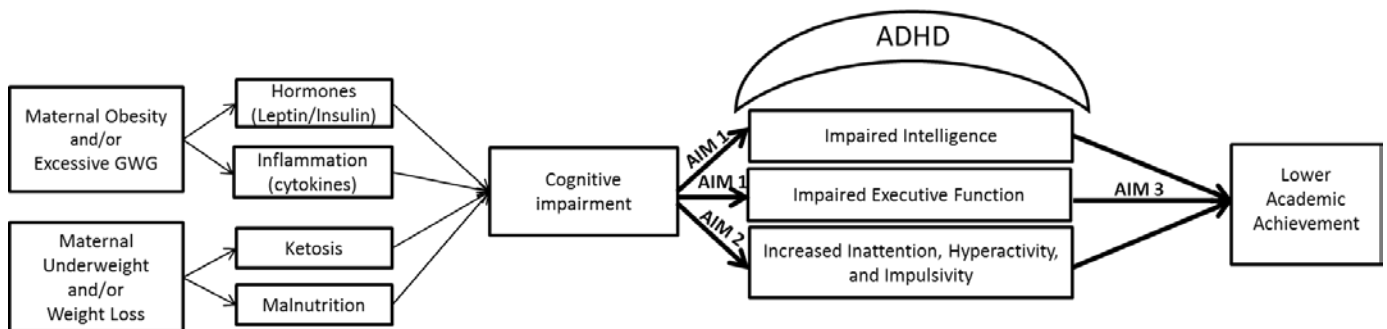 ADHD
Maternal Obesity
and/or
Excessive GWG
Hormones
(Leptin/Insulin)
Inflammation
(cytokines)
Maternal
Underweight
and/or
Weight Loss
Ketosis
Malnutrition
Cognitive
impairment
AIM 1
AIM 1
AIM 2
Impaired Intelligence
Impaired Executive Function
Increased Inattention, Hyperactivity,
and Impulsivity
AIM 3
Lower
Academic
Achievement